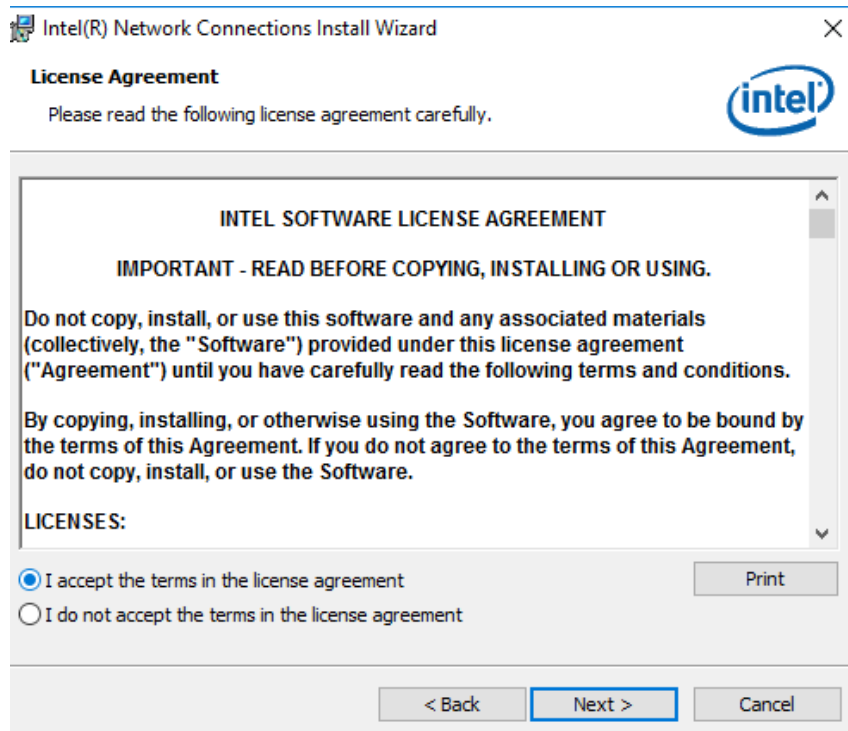 Intel(R) Network Connections Install Wizard
License Agreement
Please read the following license agreement carefully.
intel
INTEL SOFTWARE LICENSE AGREEMENT
IMPORTANT - READ BEFORE COPYING, INSTALLING OR USING.
Do not copy, install, or use this software and any associated materials
(collectively, the "Software") provided under this license agreement
("Agreement") until you have carefully read the following terms and conditions.
By copying, installing, or otherwise using the Software, you agree to be bound by
the terms of this Agreement. If you do not agree to the terms of this Agreement,
do not copy, install, or use the Software.
LICENSES:
I accept the terms in the license agreement
Print
I do not accept the terms in the license agreement
< Back
Next >
Cancel